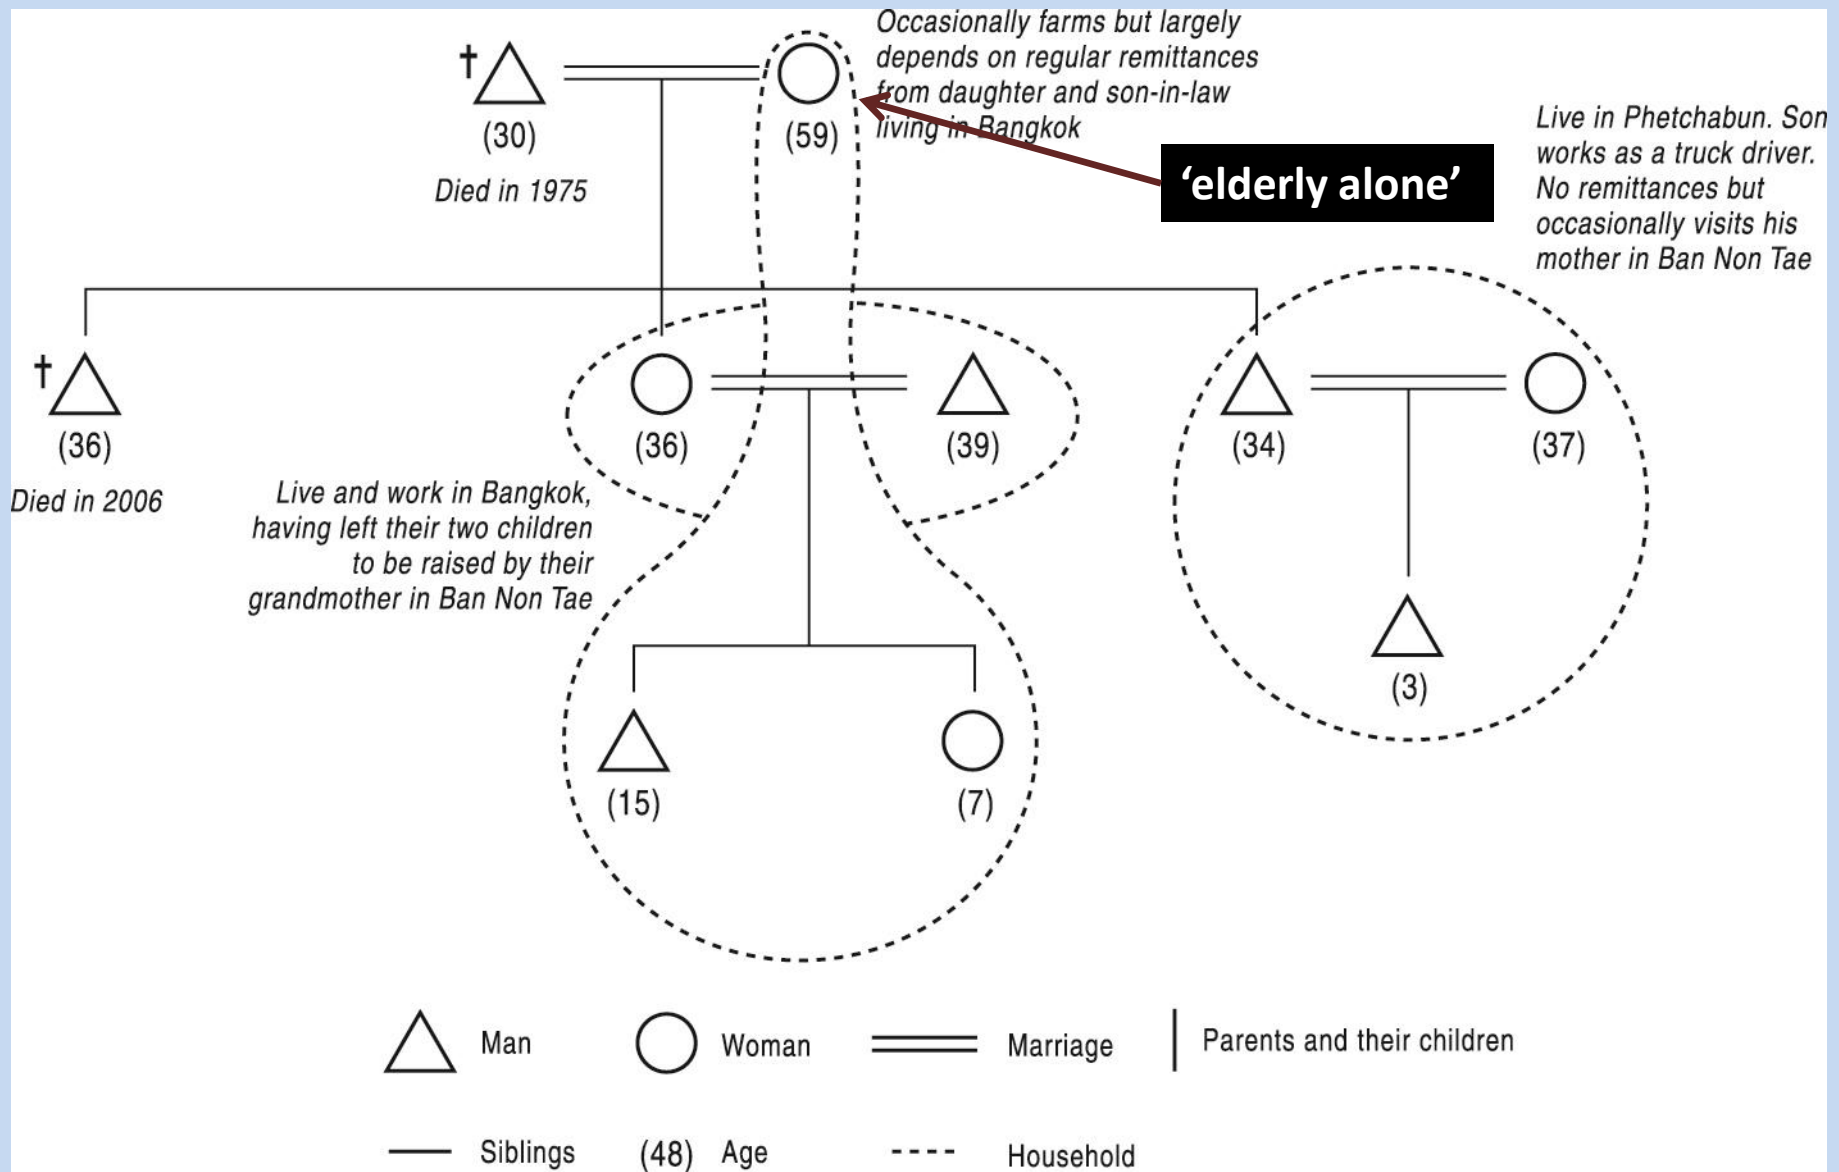 Occasionally farms but largely
depends on regular remittances
from daughter and son-in-law
living in Bangkok
†
(30)
Died in 1975
(59)
‘elderly alone’
Live in Phetchabun. Son
works as a truck driver.
No remittances but
occasionally visits his
mother in Ban Non Tae
†
(36)
Died in 2006
(36)
(39)
(34)
(37)
Live and work in Bangkok,
having left their two children
to be raised by their
grandmother in Ban Non Tae
(3)
(15)
(7)
Man
Woman
Marriage
Parents and their children
Siblings
(48) Age
Household